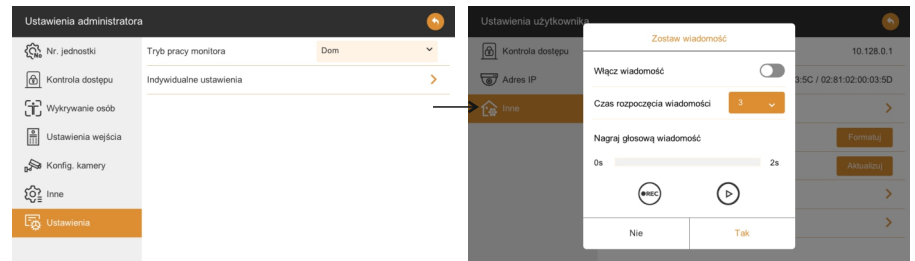 Ustawienia administratora
Nr. jednostki
Tryb pracy monitora
Dom
Kontrola dostępu
Indywidualne ustawienia
Wykrywanie osób
Ustawienia wejścia
Konfig. kamery
Inne
Ustawienia
Ustawienia użytkownika
Kontrola dostępu
10.128.0.1
Adres IP
3:5C / 02:81:02:00:03:5D
Inne
Formatuj
Aktualizuj
Zostaw wiadomość
Włącz wiadomość
Czas rozpoczęcia wiadomości
3
Nagraj głosową wiadomość
0s
2s
REC
Nie
Tak